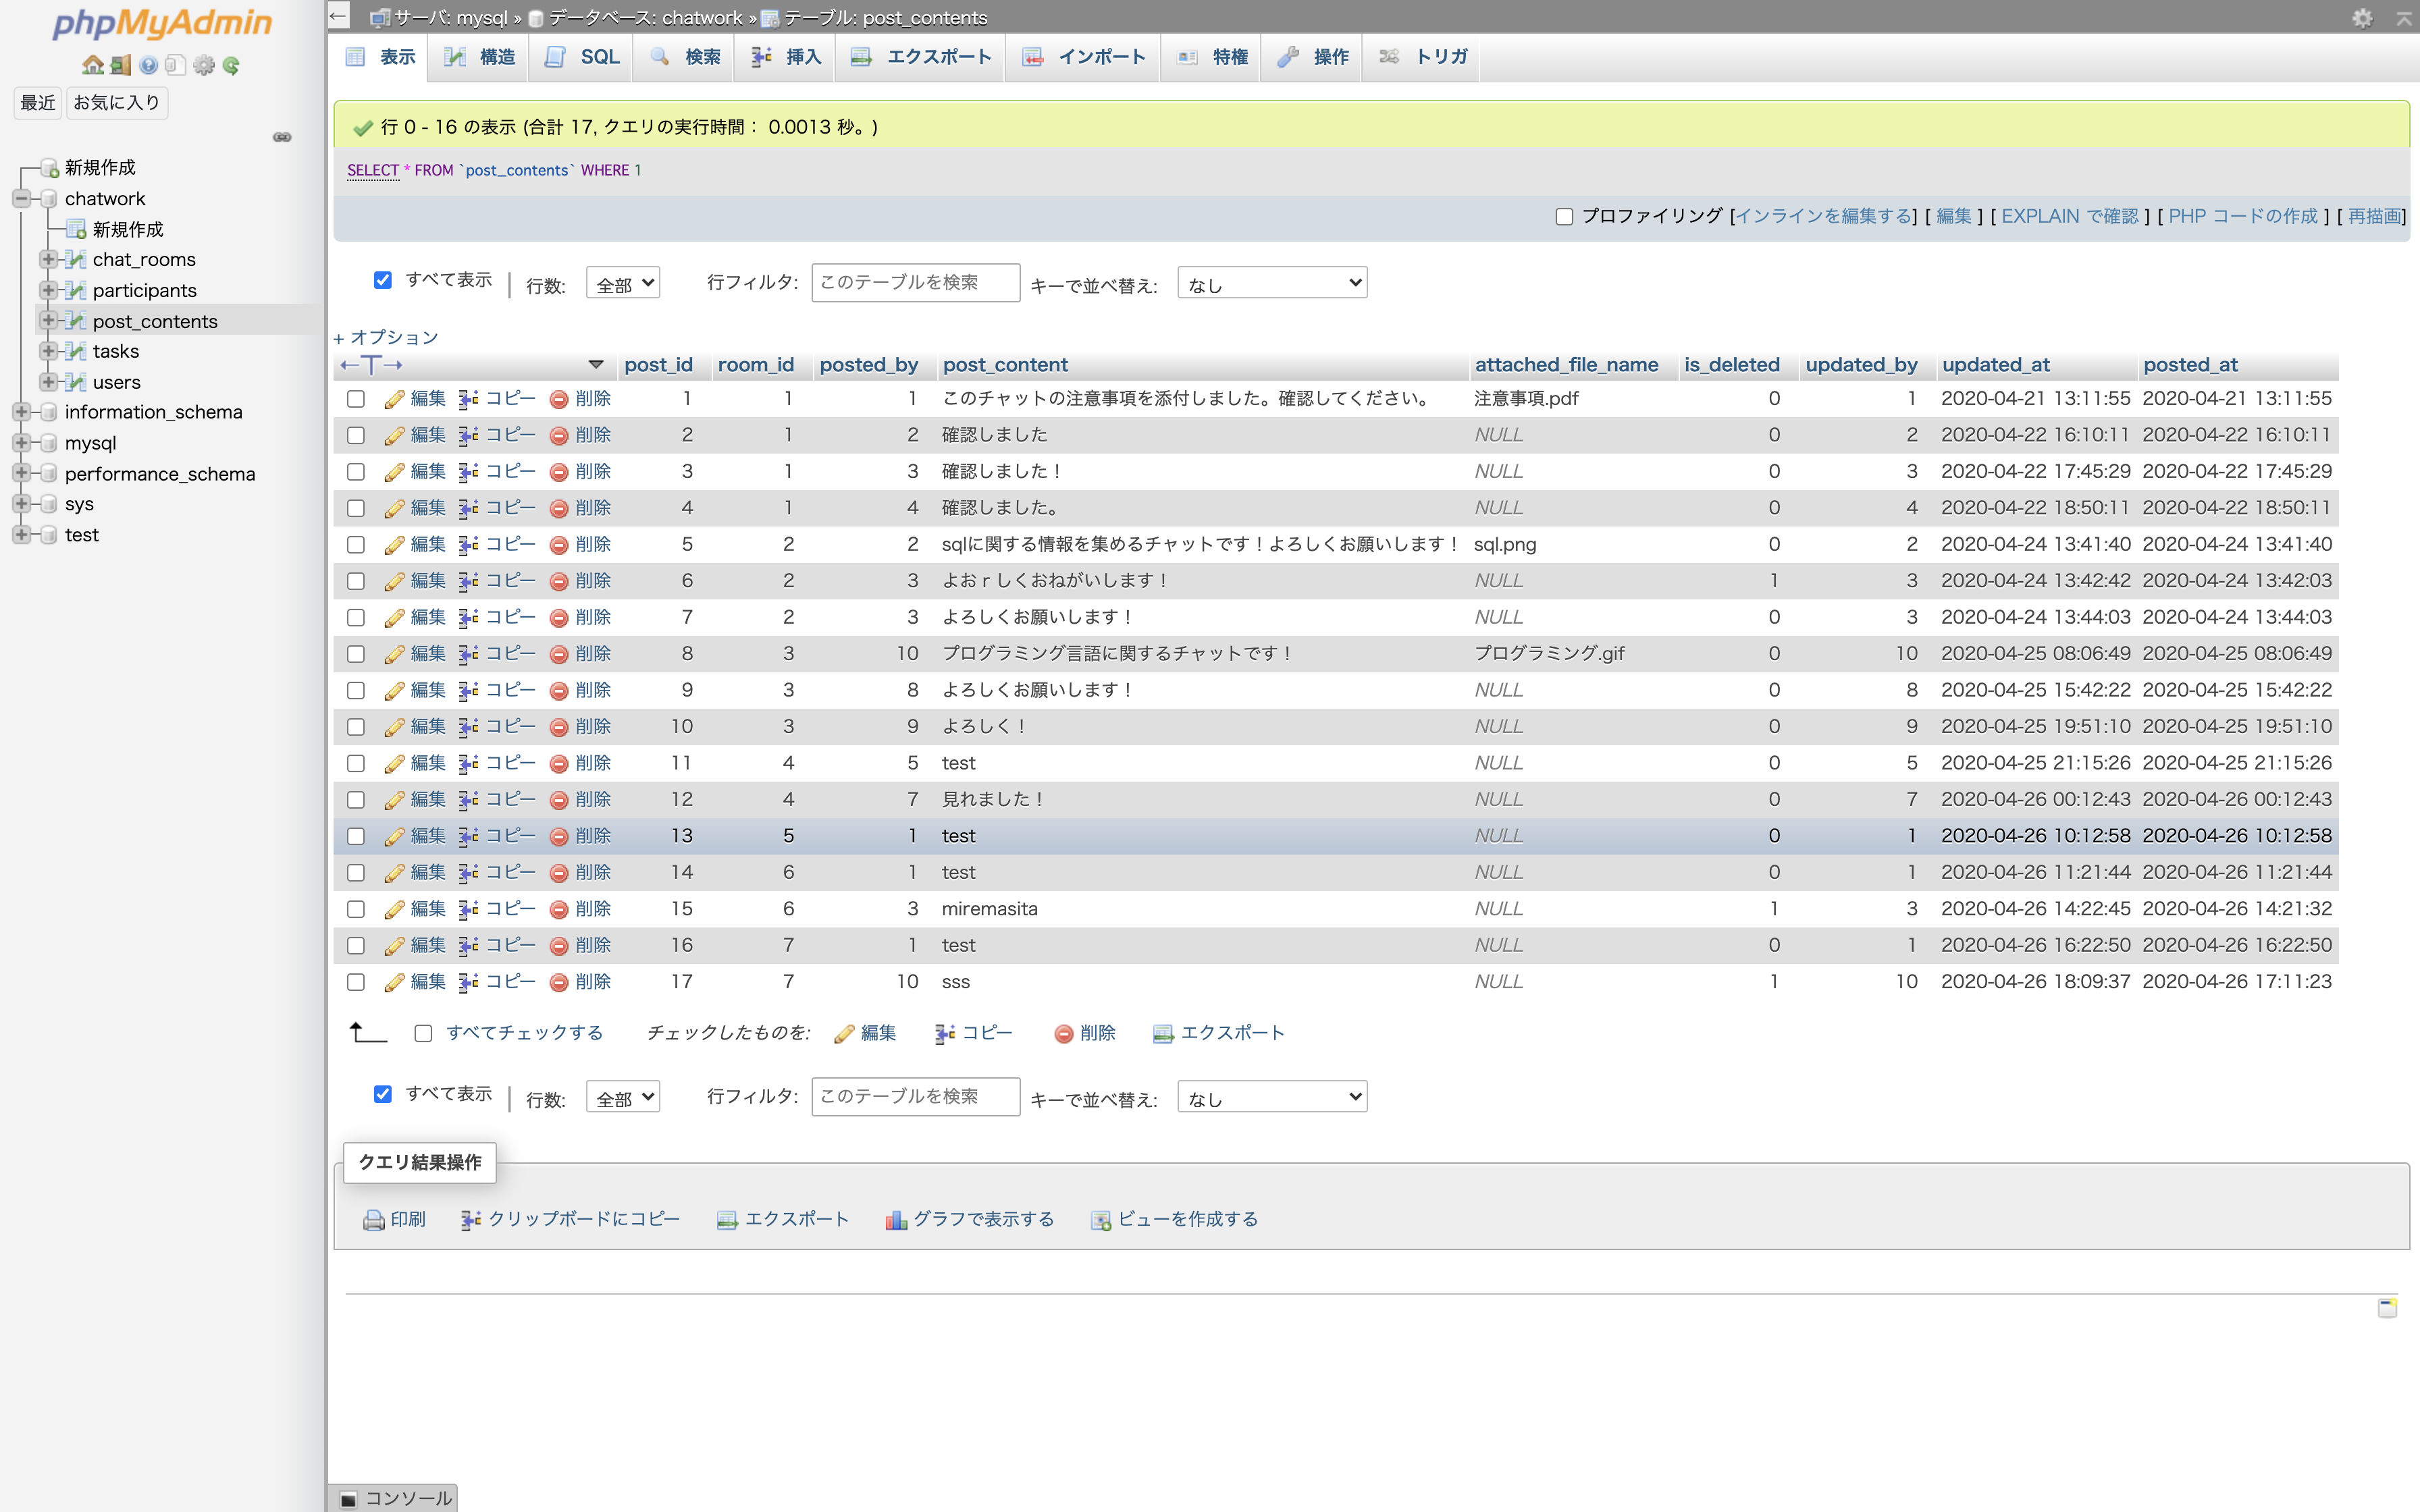 phpMyAdmin
最近 お気に入り
新規作成
chatwork
新規作成
chat_rooms
participants
post_contents
tasks
users
information_schema
mysql
performance_schema
sys
test
サーバ: mysql » データベース: chatwork » テーブル: post_contents
表示 構造 SQL 検索 挿入 エクスポート インポート 特権 操作 トリガ
行 0 - 16 の表示 (合計 17, クエリの実行時間： 0.0013 秒。)
SELECT * FROM `post_contents` WHERE 1
プロファイリング [インラインを編集する] [ 編集 ] [ EXPLAIN で確認 ] [ PHP コードの作成 ] [ 再描画]
すべて表示 | 行数: 全部 行フィルタ: このテーブルを検索 キーで並べ替え: なし
+ オプション
←T→ post_id room_id posted_by post_content attached_file_name is_deleted updated_by updated_at posted_at
編集 コピー 削除 1 1 1 このチャットの注意事項を添付しました。確認してください。 注意事項.pdf 0 1 2020-04-21 13:11:55 2020-04-21 13:11:55
編集 コピー 削除 2 1 2 確認しました NULL 0 2 2020-04-22 16:10:11 2020-04-22 16:10:11
編集 コピー 削除 3 1 3 確認しました！ NULL 0 3 2020-04-22 17:45:29 2020-04-22 17:45:29
編集 コピー 削除 4 1 4 確認しました。 NULL 0 4 2020-04-22 18:50:11 2020-04-22 18:50:11
編集 コピー 削除 5 2 2 sqlに関する情報を集めるチャットです！よろしくお願いします！ sql.png 0 2 2020-04-24 13:41:40 2020-04-24 13:41:40
編集 コピー 削除 6 2 3 よおｒしくおねがいします！ NULL 1 3 2020-04-24 13:42:42 2020-04-24 13:42:03
編集 コピー 削除 7 2 3 よろしくお願いします！ NULL 0 3 2020-04-24 13:44:03 2020-04-24 13:44:03
編集 コピー 削除 8 3 10 プログラミング言語に関するチャットです！ プログラミング.gif 0 10 2020-04-25 08:06:49 2020-04-25 08:06:49
編集 コピー 削除 9 3 8 よろしくお願いします！ NULL 0 8 2020-04-25 15:42:22 2020-04-25 15:42:22
編集 コピー 削除 10 3 9 よろしく！ NULL 0 9 2020-04-25 19:51:10 2020-04-25 19:51:10
編集 コピー 削除 11 4 5 test NULL 0 5 2020-04-25 21:15:26 2020-04-25 21:15:26
編集 コピー 削除 12 4 7 見れました！ NULL 0 7 2020-04-26 00:12:43 2020-04-26 00:12:43
編集 コピー 削除 13 5 1 test NULL 0 1 2020-04-26 10:12:58 2020-04-26 10:12:58
編集 コピー 削除 14 6 1 test NULL 0 1 2020-04-26 11:21:44 2020-04-26 11:21:44
編集 コピー 削除 15 6 3 miremasita NULL 1 3 2020-04-26 14:22:45 2020-04-26 14:21:32
編集 コピー 削除 16 7 1 test NULL 0 1 2020-04-26 16:22:50 2020-04-26 16:22:50
編集 コピー 削除 17 7 10 sss NULL 1 10 2020-04-26 18:09:37 2020-04-26 17:11:23
すべてチェックする チェックしたものを: 編集 コピー 削除 エクスポート
すべて表示 | 行数: 全部 行フィルタ: このテーブルを検索 キーで並べ替え: なし
クエリ結果操作
印刷 クリップボードにコピー エクスポート グラフで表示する ビューを作成する
コンソール